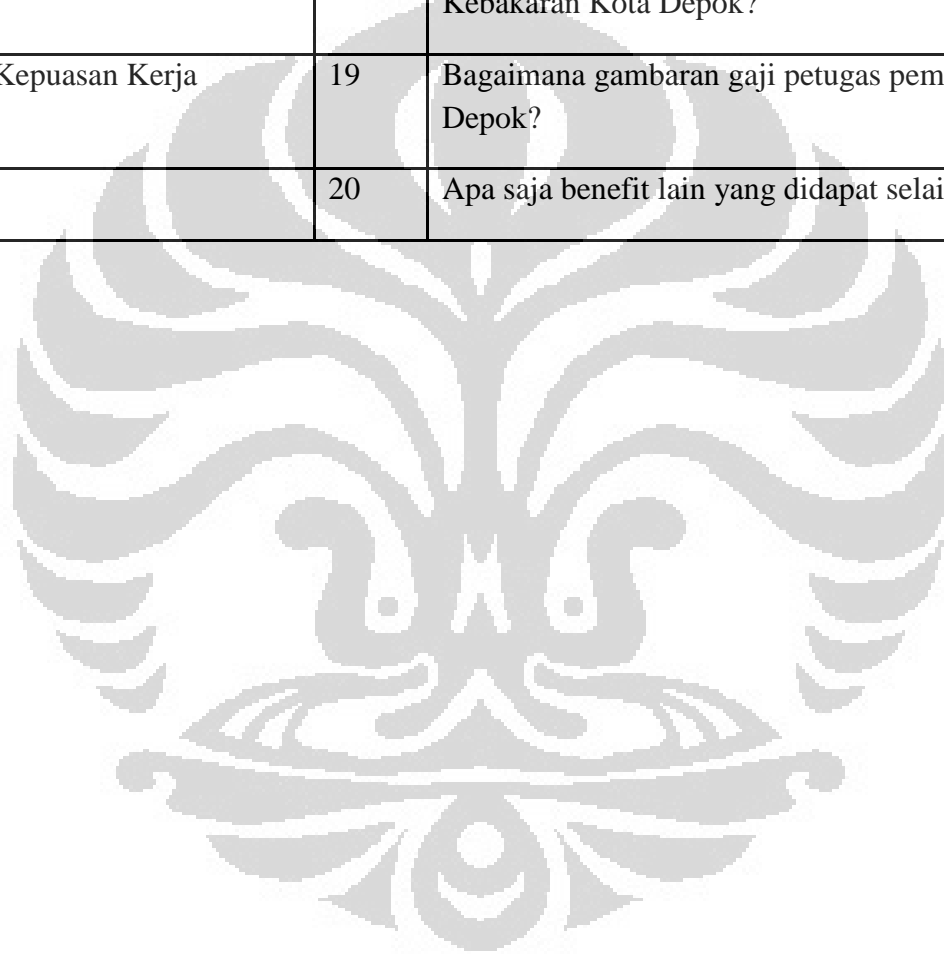 Kebakaran Kota Depok?
Kepuasan Kerja 19 Bagaimana gambaran gaji petugas pem
Depok?
20 Apa saja benefit lain yang didapat selai